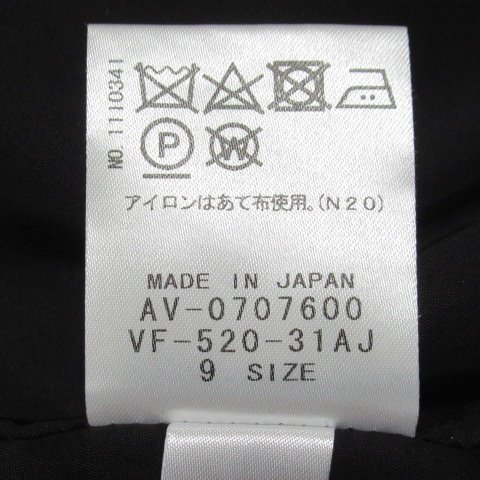 NO.1110341
P
W
アイロンはあて布使用。(N20)
MADE IN JAPAN
AV-0707600
VF-520-31AJ
9 SIZE